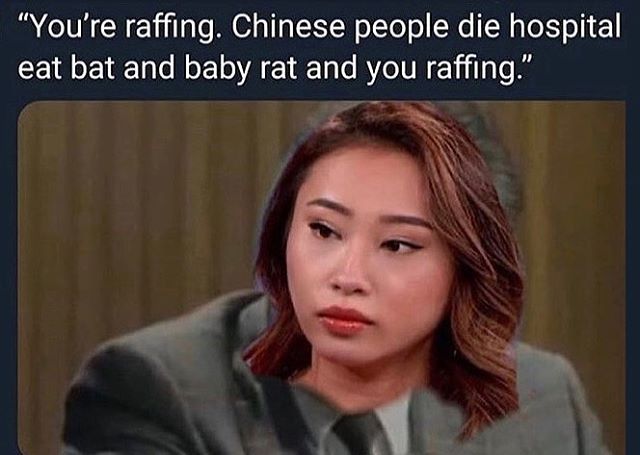 “You’re raffing. Chinese people die hospital
eat bat and baby rat and you raffing.”